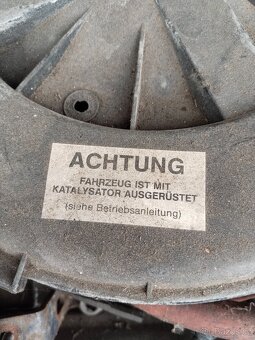 ACHTUNG
FAHRZEUG IST MIT
KATALYSATOR AUSGERÜSTET
(siehe Betriebsanleitung)